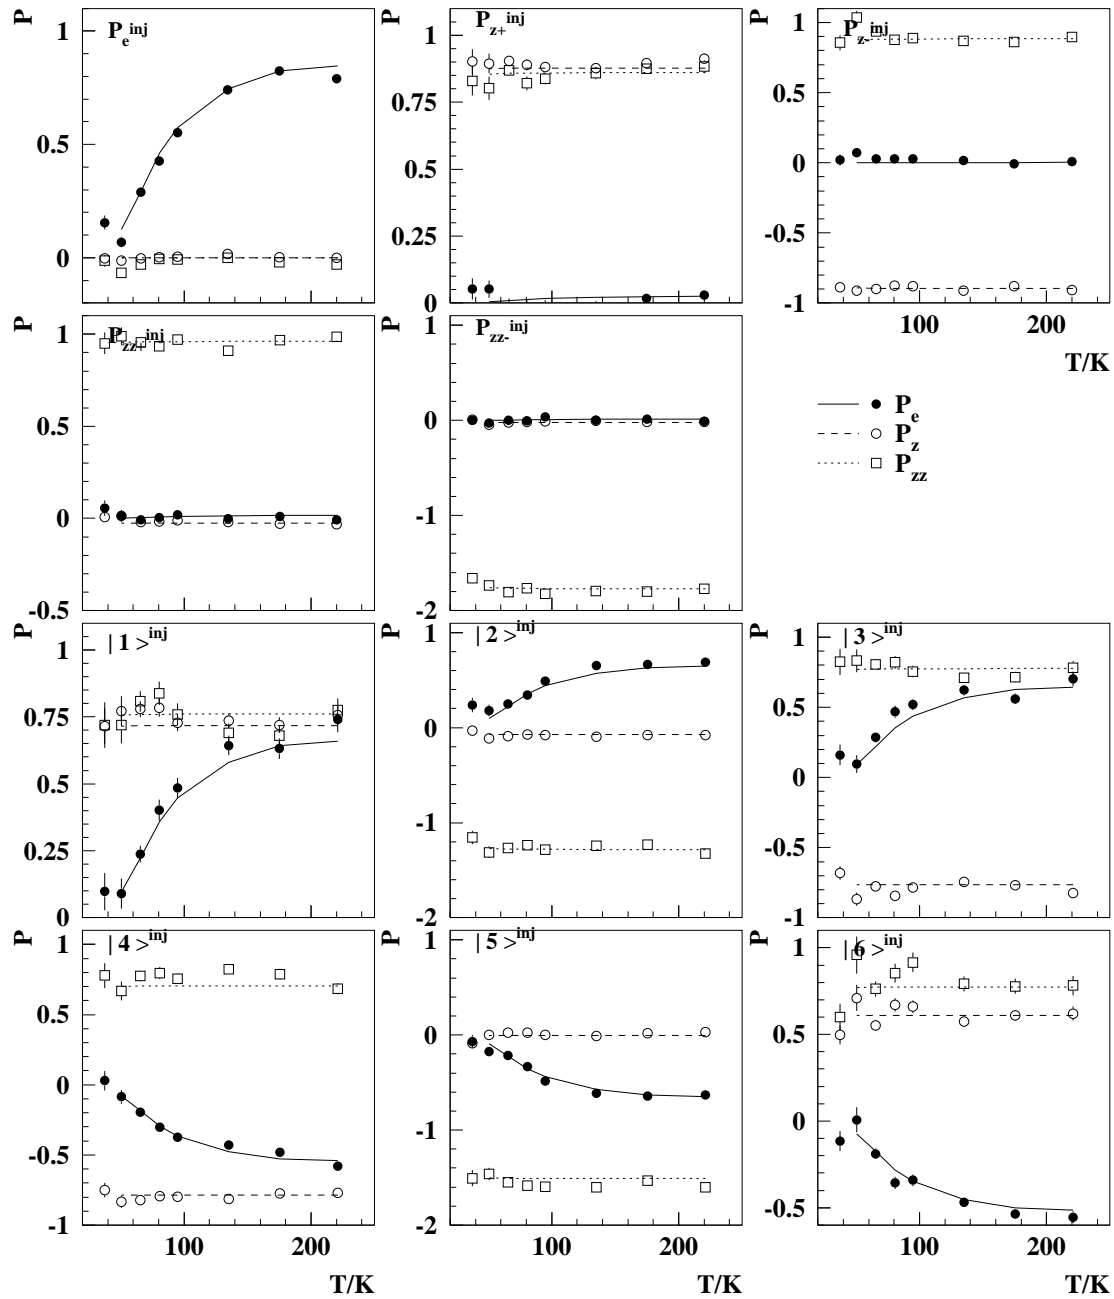 P
P_e^inj
1
0.5
0
P
P_z+^inj
1
0.75
0.5
0.25
0
P
P_z-^inj
1
0.5
0
-0.5
-1
100 200
T/K
P
P_zz+^inj
1
0.5
0
-0.5
P
P_zz-^inj
1
0
-1
-2
P_e
P_z
P_zz
P
| 1 >^inj
1
0.75
0.5
0.25
0
P
| 2 >^inj
1
0
-1
-2
P
| 3 >^inj
1
0.5
0
-0.5
-1
P
| 4 >^inj
1
0.5
0
-0.5
-1
100 200
T/K
P
| 5 >^inj
1
0
-1
-2
100 200
T/K
P
| 6 >^inj
1
0.5
0
-0.5
100 200
T/K